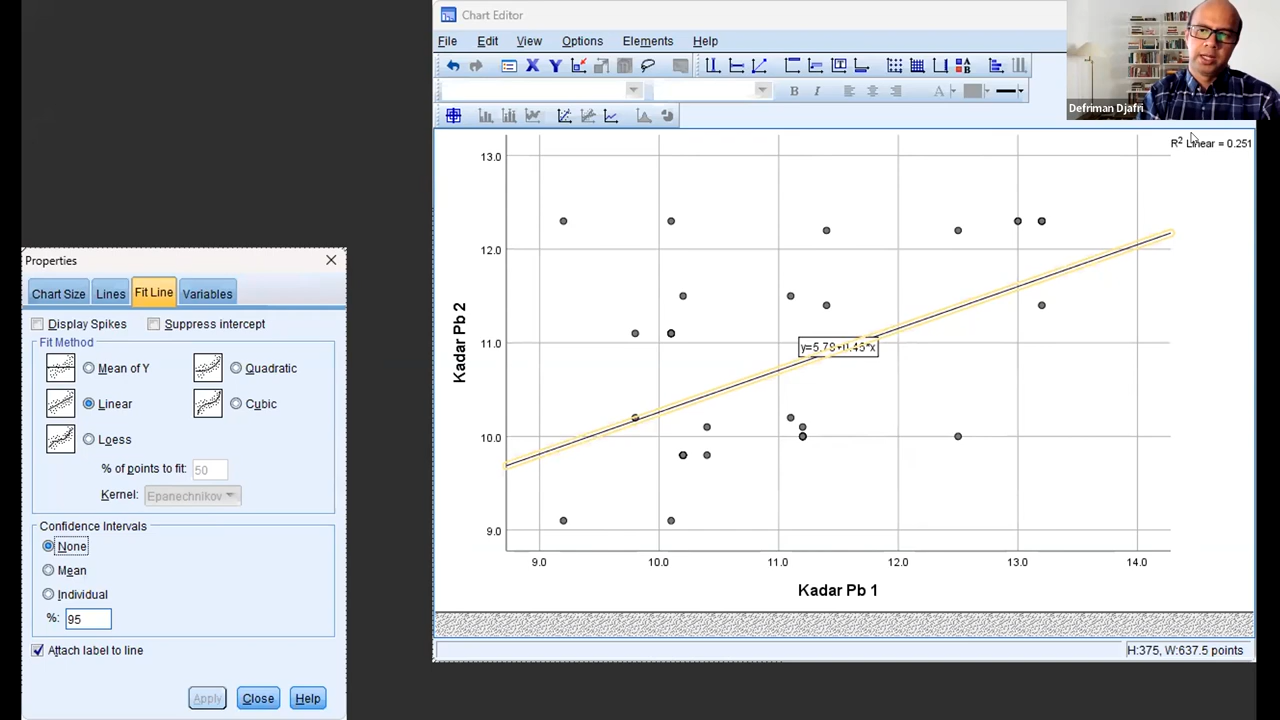 Chart Editor
File Edit View Options Elements Help
B I A
Defriman Djafri
R2 Linear = 0.251
13.0
12.0
11.0
10.0
9.0
Kadar Pb 2
9.0 10.0 11.0 12.0 13.0 14.0
Kadar Pb 1
H:375, W:637.5 points
Properties
Chart Size Lines Fit Line Variables
Display Spikes Suppress intercept
Fit Method
Mean of Y Quadratic
Linear Cubic
Loess
% of points to fit: 50
Kernel: Epanechnikov
Confidence Intervals
None
Mean
Individual
%: 95
Attach label to line
Apply Close Help